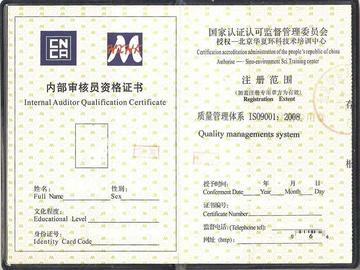 CNCA
内部审核员资格证书
Internal Auditor Qualification Certificate
姓名: 性别:
Full Name Sex
文化程度:
Educational Level
身份证号:
Identity Card Code
国家认证认可监督管理委员会
授权—北京华夏环科技术培训中心
Certification accreditation administration of the people's republic of china
Authorise — Sino-environment Sci.Training center
注册范围
(加盖注册专用章方为有效)
Registration Extent
质量管理体系 ISO9001: 2008
Quality managements system
授予时间: 年 月 日
Conferment Date Year Month Day
证书编号:
Certificate Number:
监督电话: (Telephone tel):
网址 (http):
存
根